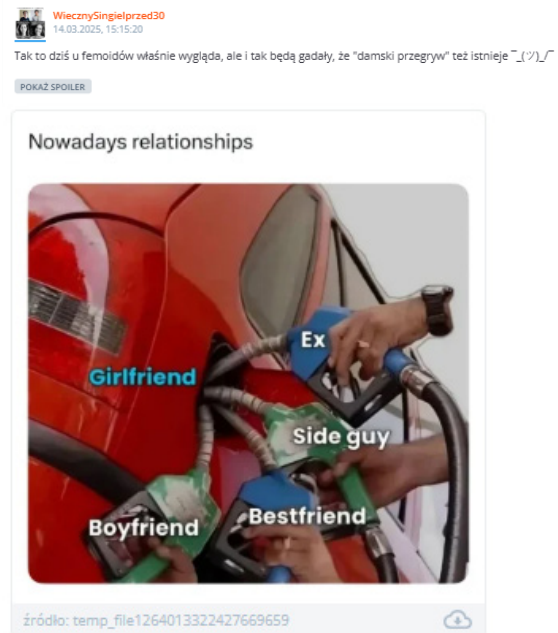 WiecznySingielprzed30
14.03.2025, 15:15:20
Tak to dziś u femoidów właśnie wygląda, ale i tak będą gadały, że "damski przegryw" też istnieje ¯\_(ツ)_/¯
POKAŻ SPOILER
Nowadays relationships
Ex
Girlfriend
Side guy
Bestfriend
Boyfriend
źródło: temp_file1264013322427669659